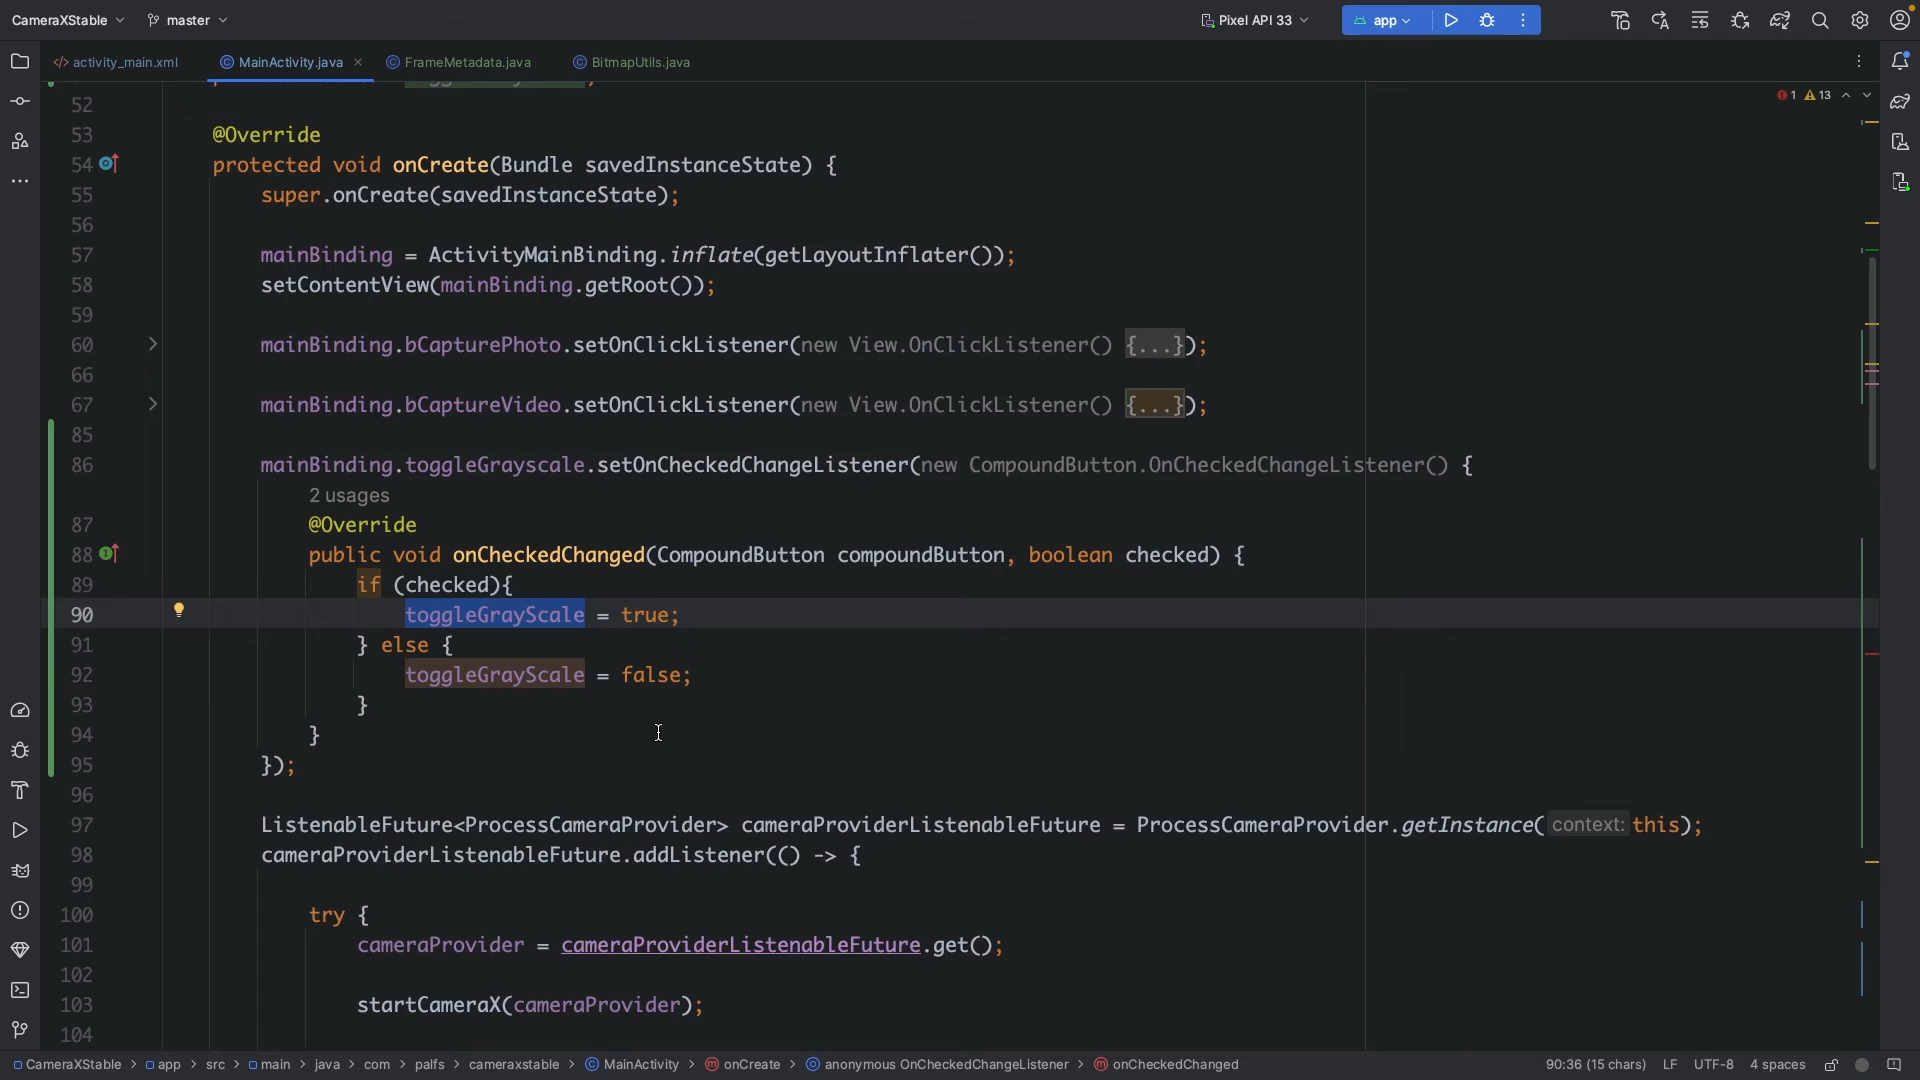 CameraXStable master Pixel API 33 app
activity_main.xml MainActivity.java FrameMetadata.java BitmapUtils.java
1 13
52
53 @Override
54 protected void onCreate(Bundle savedInstanceState) {
55 super.onCreate(savedInstanceState);
56
57 mainBinding = ActivityMainBinding.inflate(getLayoutInflater());
58 setContentView(mainBinding.getRoot());
59
60 mainBinding.bCapturePhoto.setOnClickListener(new View.OnClickListener() {...});
66
67 mainBinding.bCaptureVideo.setOnClickListener(new View.OnClickListener() {...});
85
86 mainBinding.toggleGrayscale.setOnCheckedChangeListener(new CompoundButton.OnCheckedChangeListener() {
2 usages
87 @Override
88 public void onCheckedChanged(CompoundButton compoundButton, boolean checked) {
89 if (checked){
90 toggleGrayScale = true;
91 } else {
92 toggleGrayScale = false;
93 }
94 }
95 });
96
97 ListenableFuture<ProcessCameraProvider> cameraProviderListenableFuture = ProcessCameraProvider.getInstance( context: this);
98 cameraProviderListenableFuture.addListener(() -> {
99
100 try {
101 cameraProvider = cameraProviderListenableFuture.get();
102
103 startCameraX(cameraProvider);
104
CameraXStable > app > src > main > java > com > palfs > cameraxstable > MainActivity > onCreate > anonymous OnCheckedChangeListener > onCheckedChanged 90:36 (15 chars) LF UTF-8 4 spaces